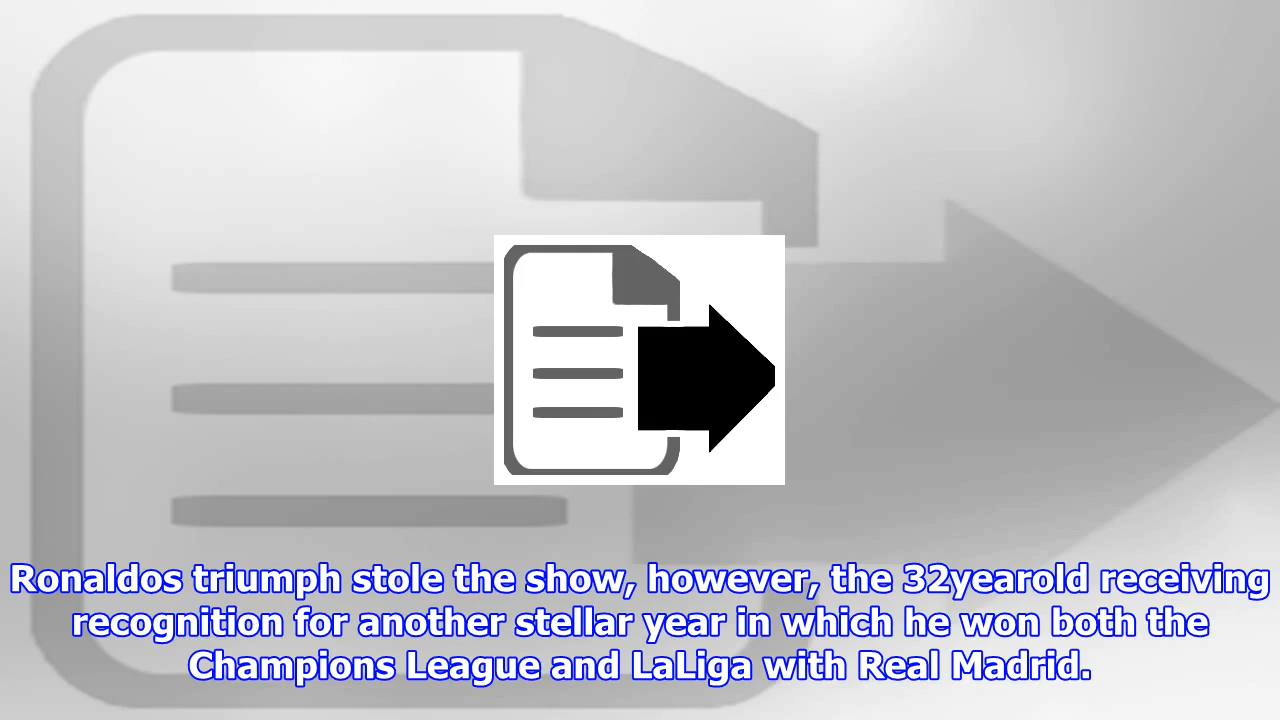 Ronaldos triumph stole the show, however, the 32yearold receiving
recognition for another stellar year in which he won both the
Champions League and LaLiga with Real Madrid.